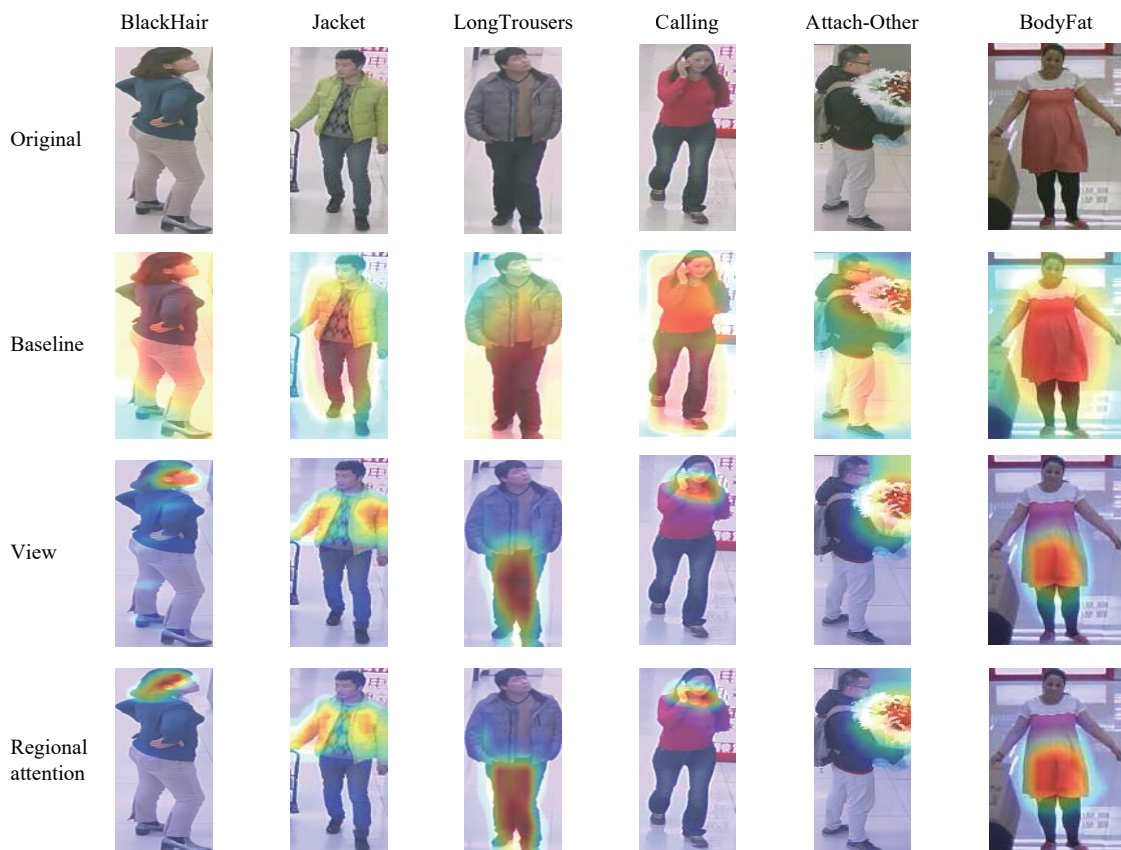 BlackHair Jacket LongTrousers Calling Attach-Other BodyFat
Original
Baseline
View
Regional
attention